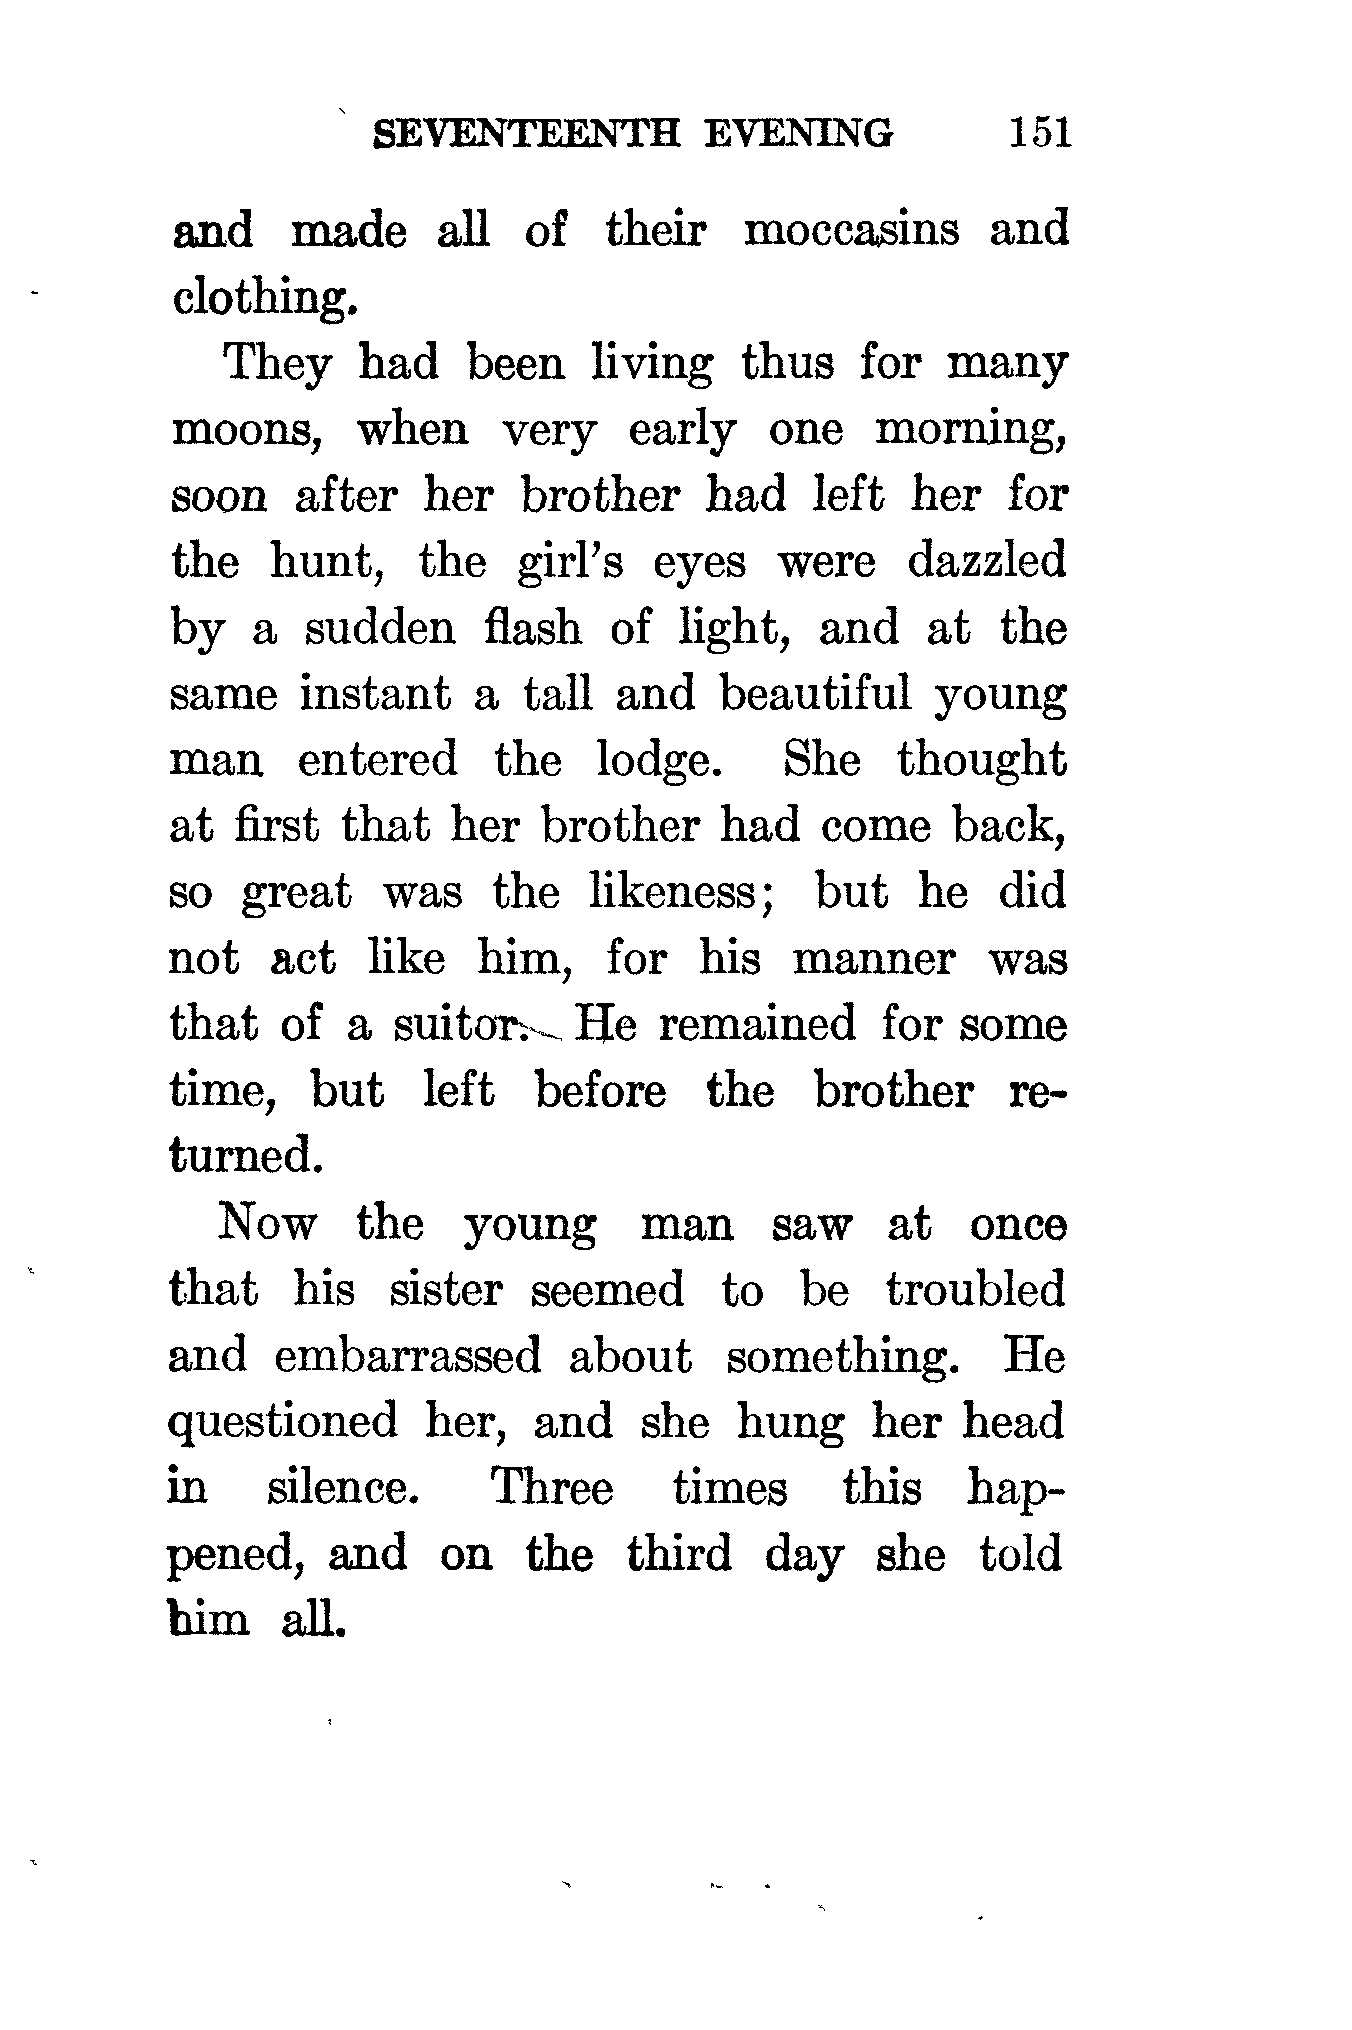 SEVENTEENTH EVENING 151
and made all of their moccasins and
clothing.
They had been living thus for many
moons, when very early one morning,
soon after her brother had left her for
the hunt, the girl's eyes were dazzled
by a sudden flash of light, and at the
same instant a tall and beautiful young
man entered the lodge. She thought
at first that her brother had come back,
so great was the likeness; but he did
not act like him, for his manner was
that of a suitor. He remained for some
time, but left before the brother re-
turned.
Now the young man saw at once
that his sister seemed to be troubled
and embarrassed about something. He
questioned her, and she hung her head
in silence. Three times this hap-
pened, and on the third day she told
him all.